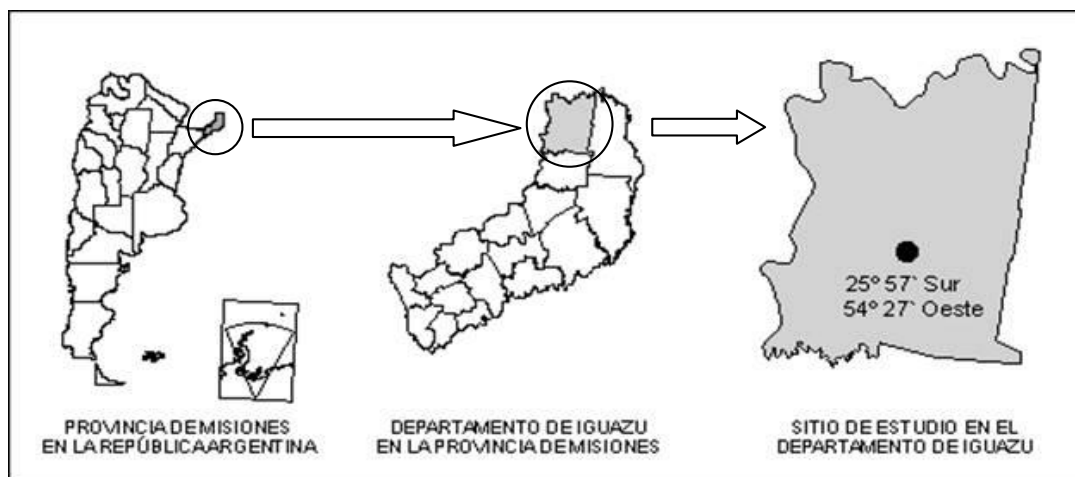 25° 57` Sur
54° 27` Oeste
PROVINCIA DE MISIONES
EN LA REPÚBLICA ARGENTINA
DEPARTAMENTO DE IGUAZU
EN LA PROVINCIA DE MISIONES
SITIO DE ESTUDIO EN EL
DEPARTAMENTO DE IGUAZU